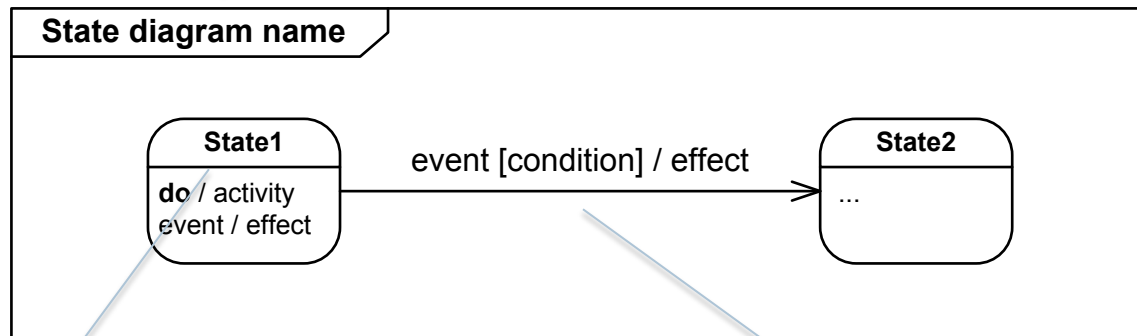 State diagram name
State1
do / activity
event / effect
event [condition] / effect
State2
...